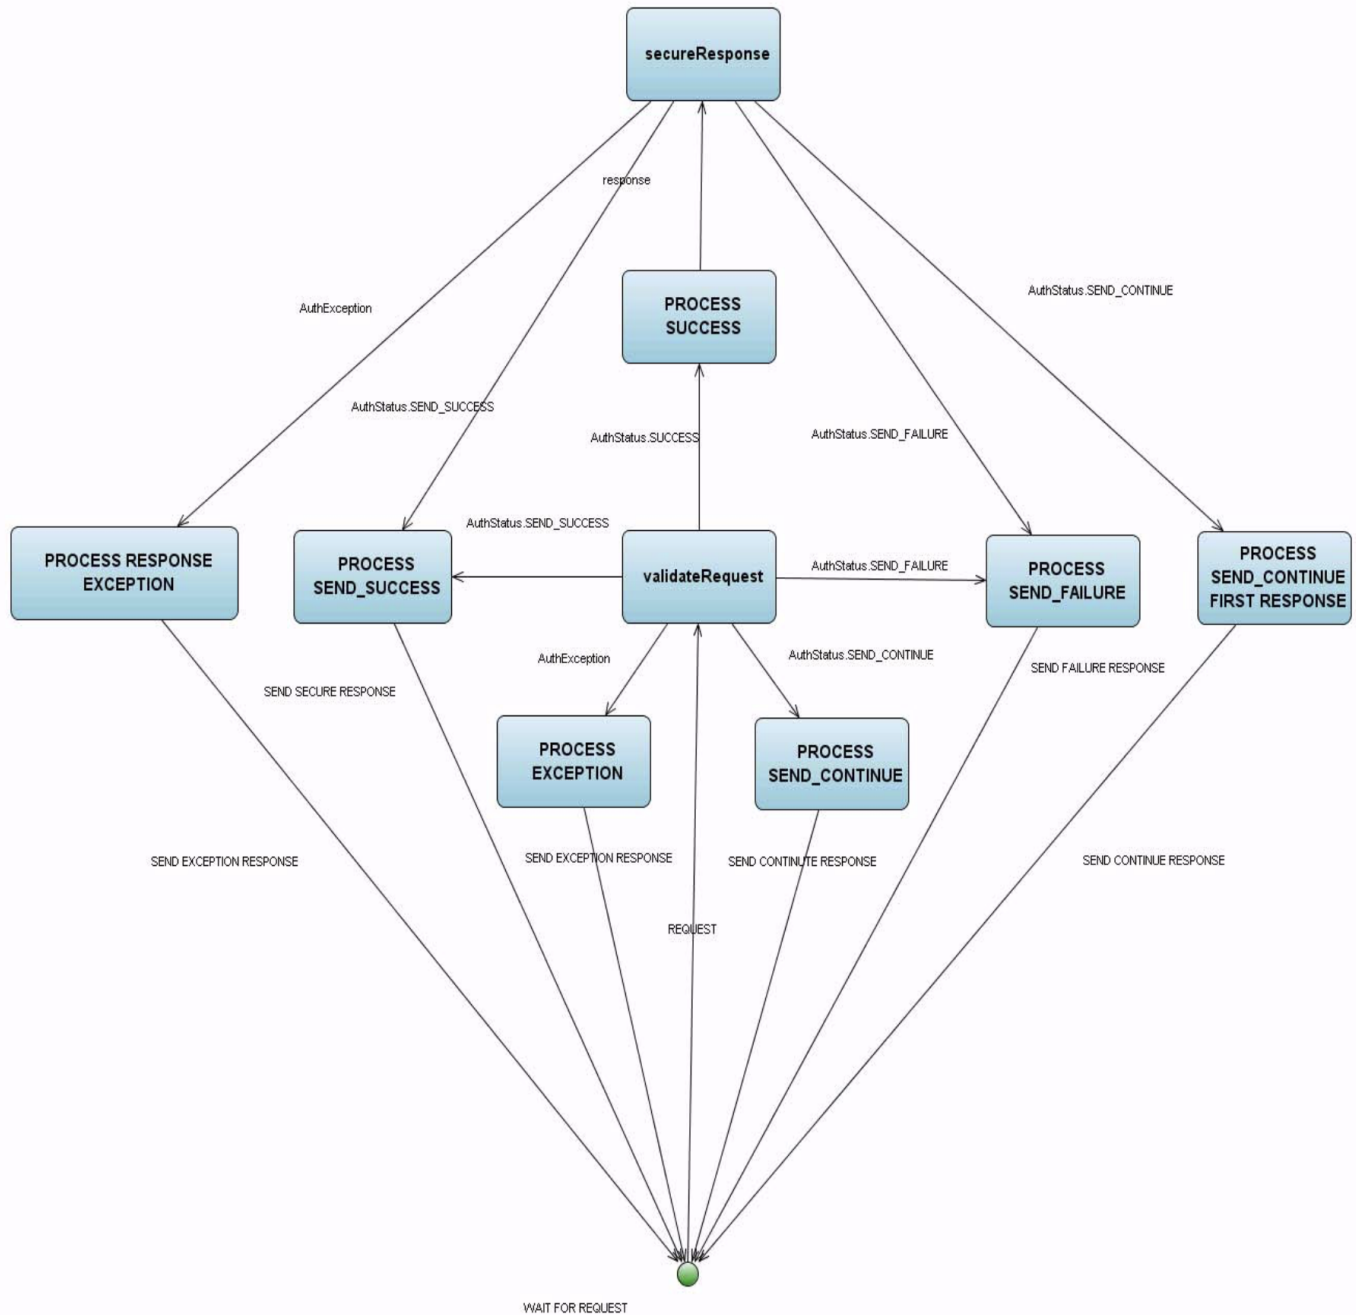 secureResponse
response
PROCESS
SUCCESS
AuthStatus.SEND_CONTINUE
AuthException
AuthStatus.SEND_SUCCESS
AuthStatus.SUCCESS
AuthStatus.SEND_FAILURE
AuthStatus.SEND_SUCCESS
PROCESS RESPONSE
EXCEPTION
PROCESS
SEND_SUCCESS
validateRequest
AuthStatus.SEND_FAILURE
PROCESS
SEND_FAILURE
PROCESS
SEND_CONTINUE
FIRST RESPONSE
AuthException
AuthStatus.SEND_CONTINUE
SEND FAILURE RESPONSE
SEND SECURE RESPONSE
PROCESS
EXCEPTION
PROCESS
SEND_CONTINUE
SEND EXCEPTION RESPONSE
SEND EXCEPTION RESPONSE
SEND CONTINUTE RESPONSE
SEND CONTINUE RESPONSE
REQUEST
WAIT FOR REQUEST